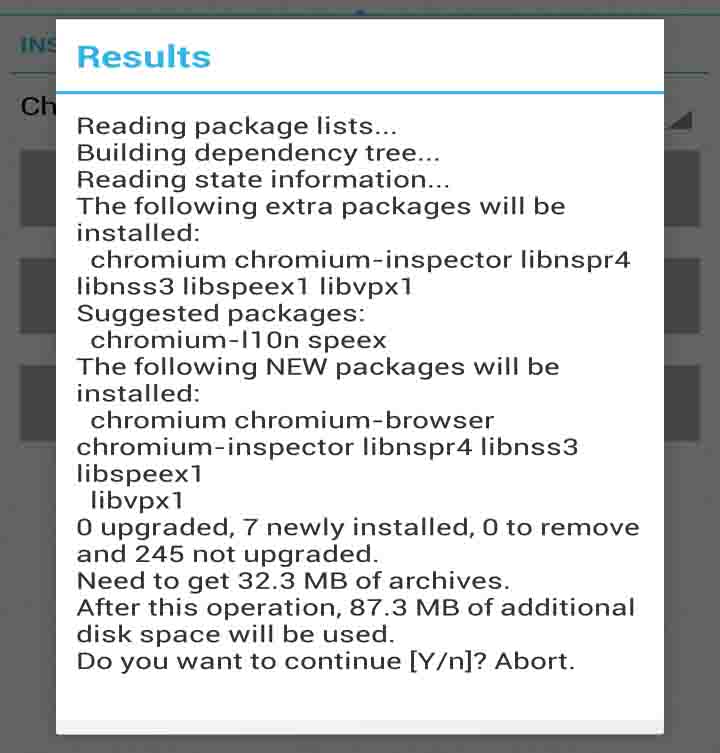 INS
Ch
Results
Reading package lists...
Building dependency tree...
Reading state information...
The following extra packages will be
installed:
chromium chromium-inspector libnspr4
libnss3 libspeex1 libvpx1
Suggested packages:
chromium-l10n speex
The following NEW packages will be
installed:
chromium chromium-browser
chromium-inspector libnspr4 libnss3
libspeex1
libvpx1
0 upgraded, 7 newly installed, 0 to remove
and 245 not upgraded.
Need to get 32.3 MB of archives.
After this operation, 87.3 MB of additional
disk space will be used.
Do you want to continue [Y/n]? Abort.